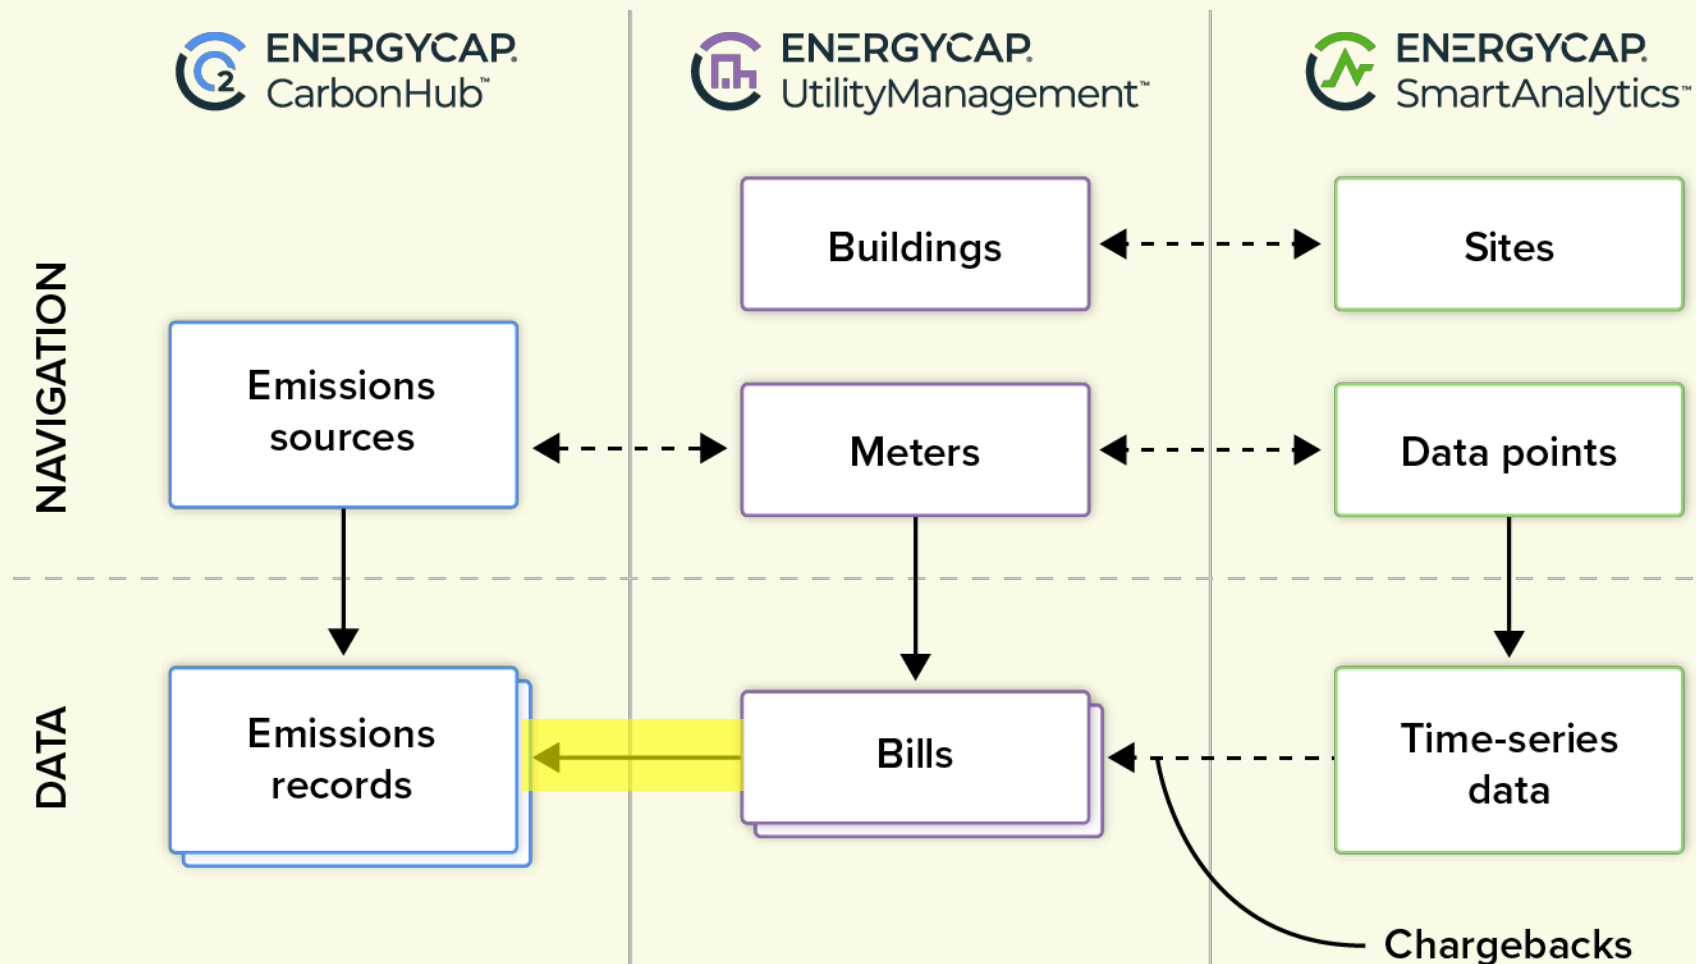 ENERGYCAP.
CarbonHub™
ENERGYCAP.
UtilityManagement™
ENERGYCAP.
SmartAnalytics™
NAVIGATION
Buildings
Sites
Emissions
sources
Meters
Data points
DATA
Emissions
records
Bills
Time-series
data
Chargebacks